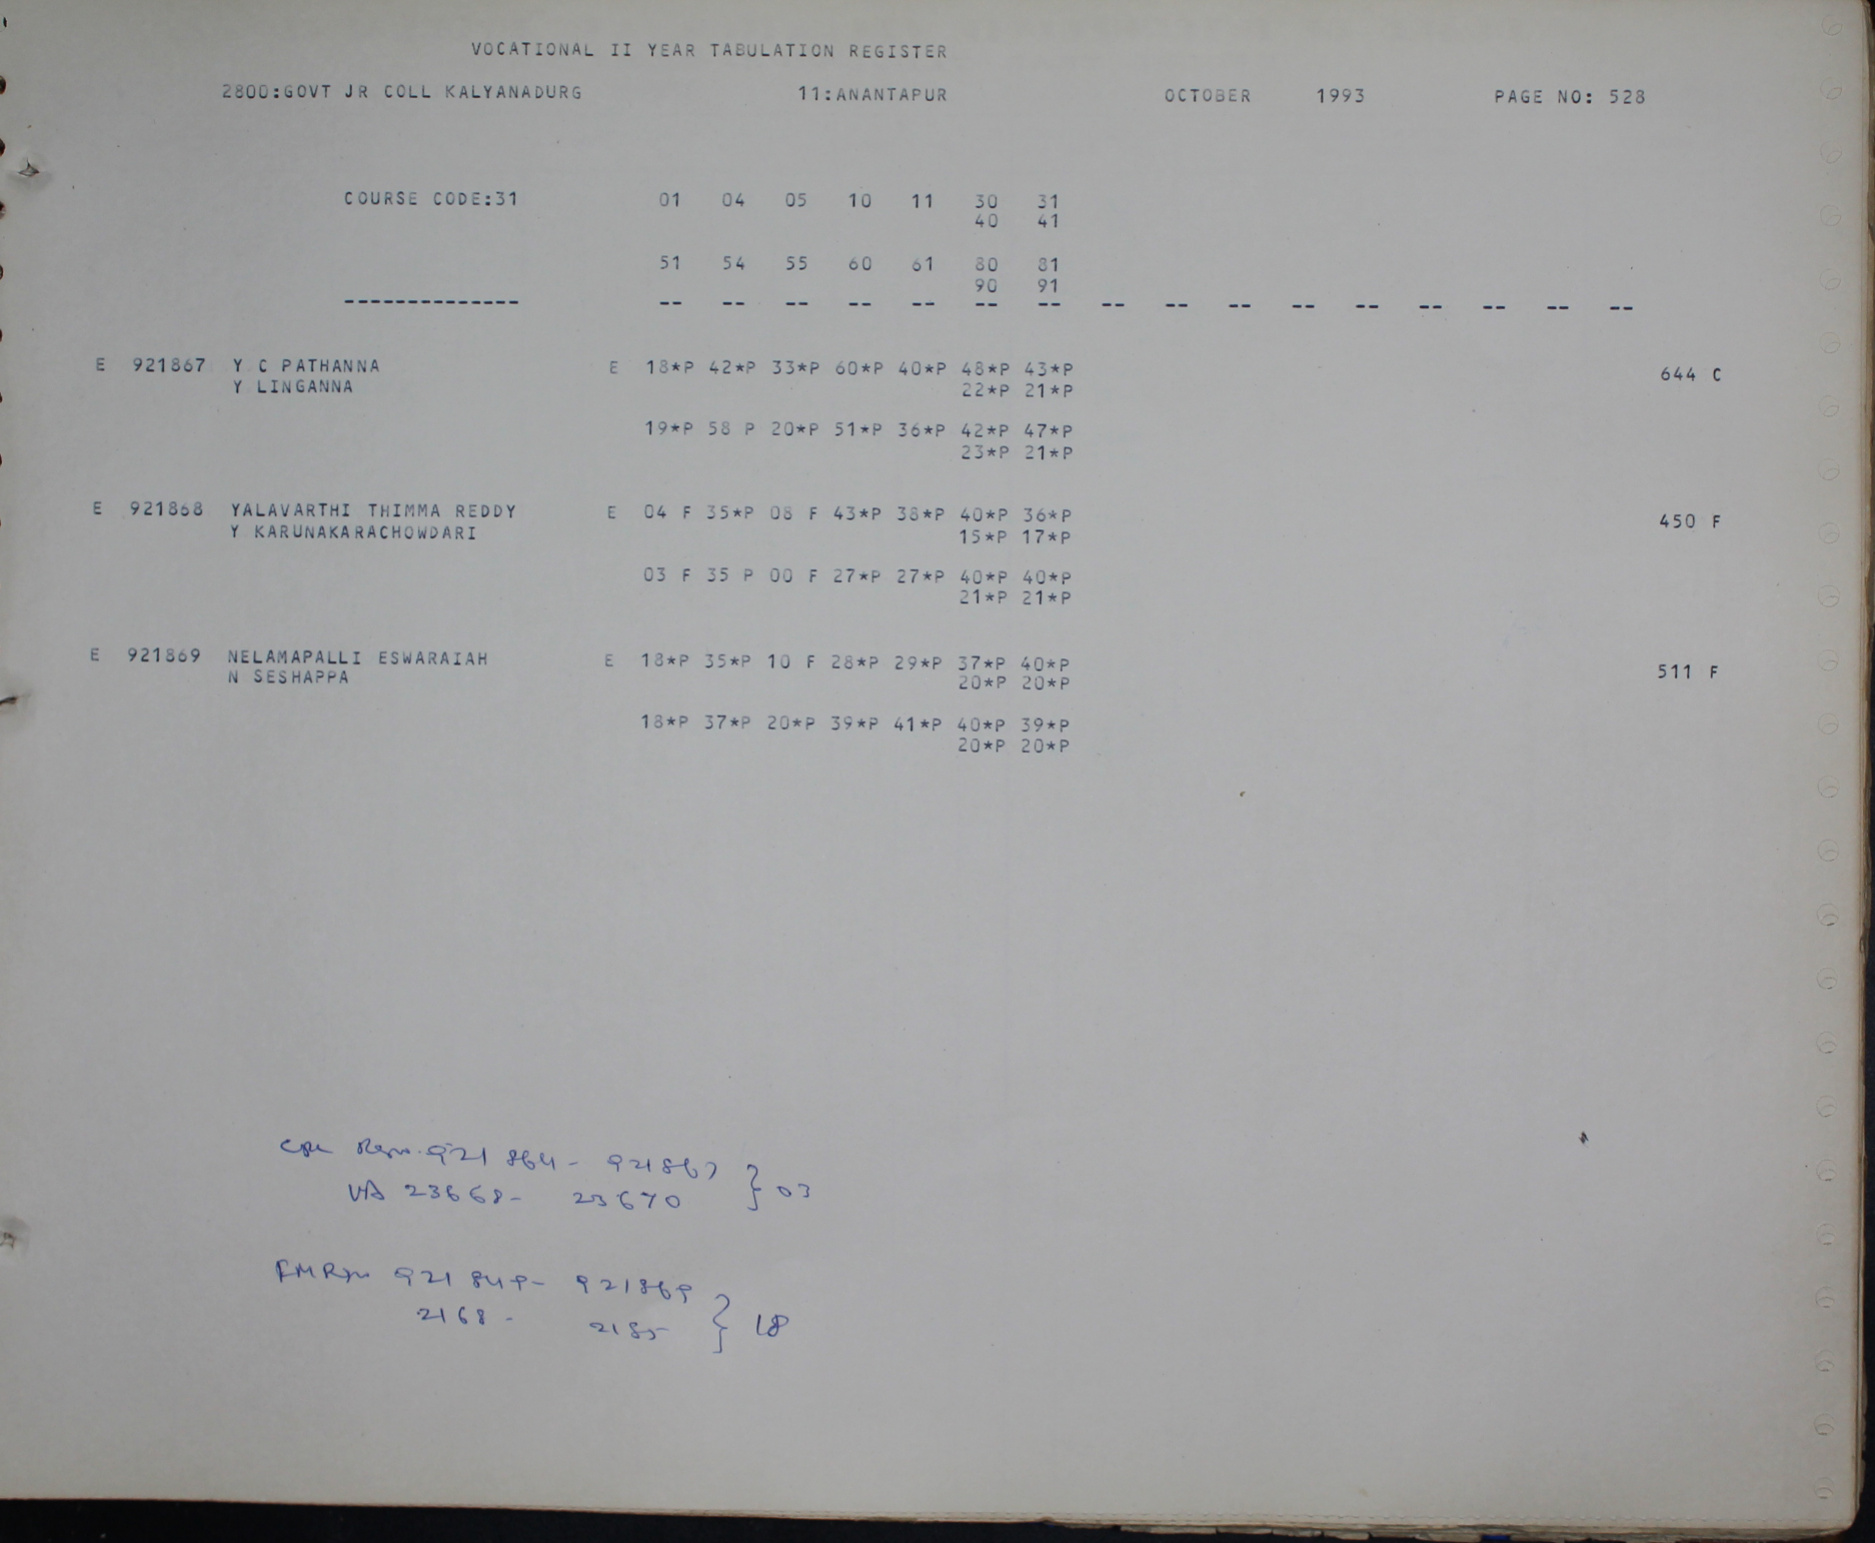 VOCATIONAL II YEAR TABULATION REGISTER
2800:GOVT JR COLL KALYANADURG 11:ANANTAPUR OCTOBER 1993 PAGE NO: 528
COURSE CODE:31 01 04 05 10 11 30 31
40 41
51 54 55 60 61 80 81
90 91
-------------- -- -- -- -- -- -- -- -- -- -- -- -- -- -- -- --
E 921867 Y C PATHANNA E 18*P 42*P 33*P 60*P 40*P 48*P 43*P 644 C
Y LINGANNA 22*P 21*P
19*P 58 P 20*P 51*P 36*P 42*P 47*P
23*P 21*P
E 921868 YALAVARTHI THIMMA REDDY E 04 F 35*P 08 F 43*P 38*P 40*P 36*P 450 F
Y KARUNAKARACHOWDARI 15*P 17*P
03 F 35 P 00 F 27*P 27*P 40*P 40*P
21*P 21*P
E 921869 NELAMAPALLI ESWARAIAH E 18*P 35*P 10 F 28*P 29*P 37*P 40*P 511 F
N SESHAPPA 20*P 20*P
18*P 37*P 20*P 39*P 41*P 40*P 39*P
20*P 20*P
921864 - 921867 } 03
23668 - 23670
921849 - 921869 } 18
2168 - 2185